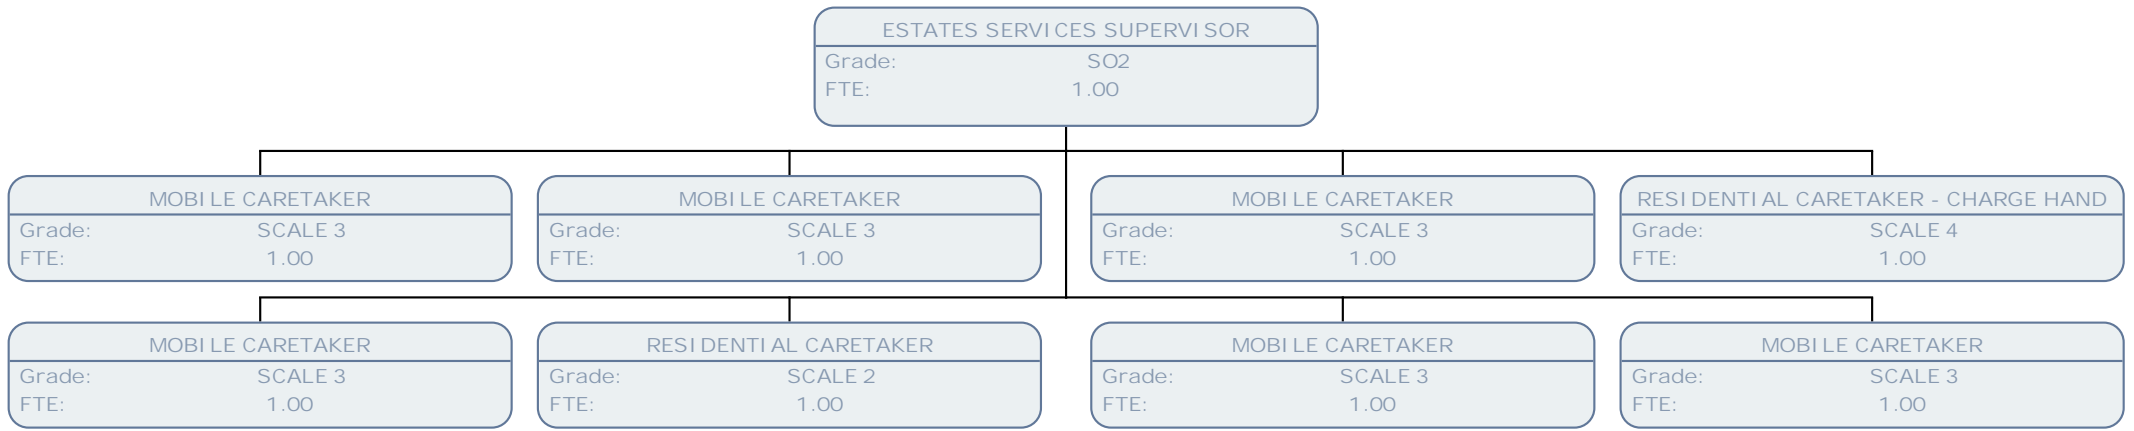 ESTATES SERVICES SUPERVISOR
Grade: SO2
FTE: 1.00
MOBILE CARETAKER
Grade: SCALE 3
FTE: 1.00
MOBILE CARETAKER
Grade: SCALE 3
FTE: 1.00
MOBILE CARETAKER
Grade: SCALE 3
FTE: 1.00
RESIDENTIAL CARETAKER - CHARGE HAND
Grade: SCALE 4
FTE: 1.00
MOBILE CARETAKER
Grade: SCALE 3
FTE: 1.00
RESIDENTIAL CARETAKER
Grade: SCALE 2
FTE: 1.00
MOBILE CARETAKER
Grade: SCALE 3
FTE: 1.00
MOBILE CARETAKER
Grade: SCALE 3
FTE: 1.00